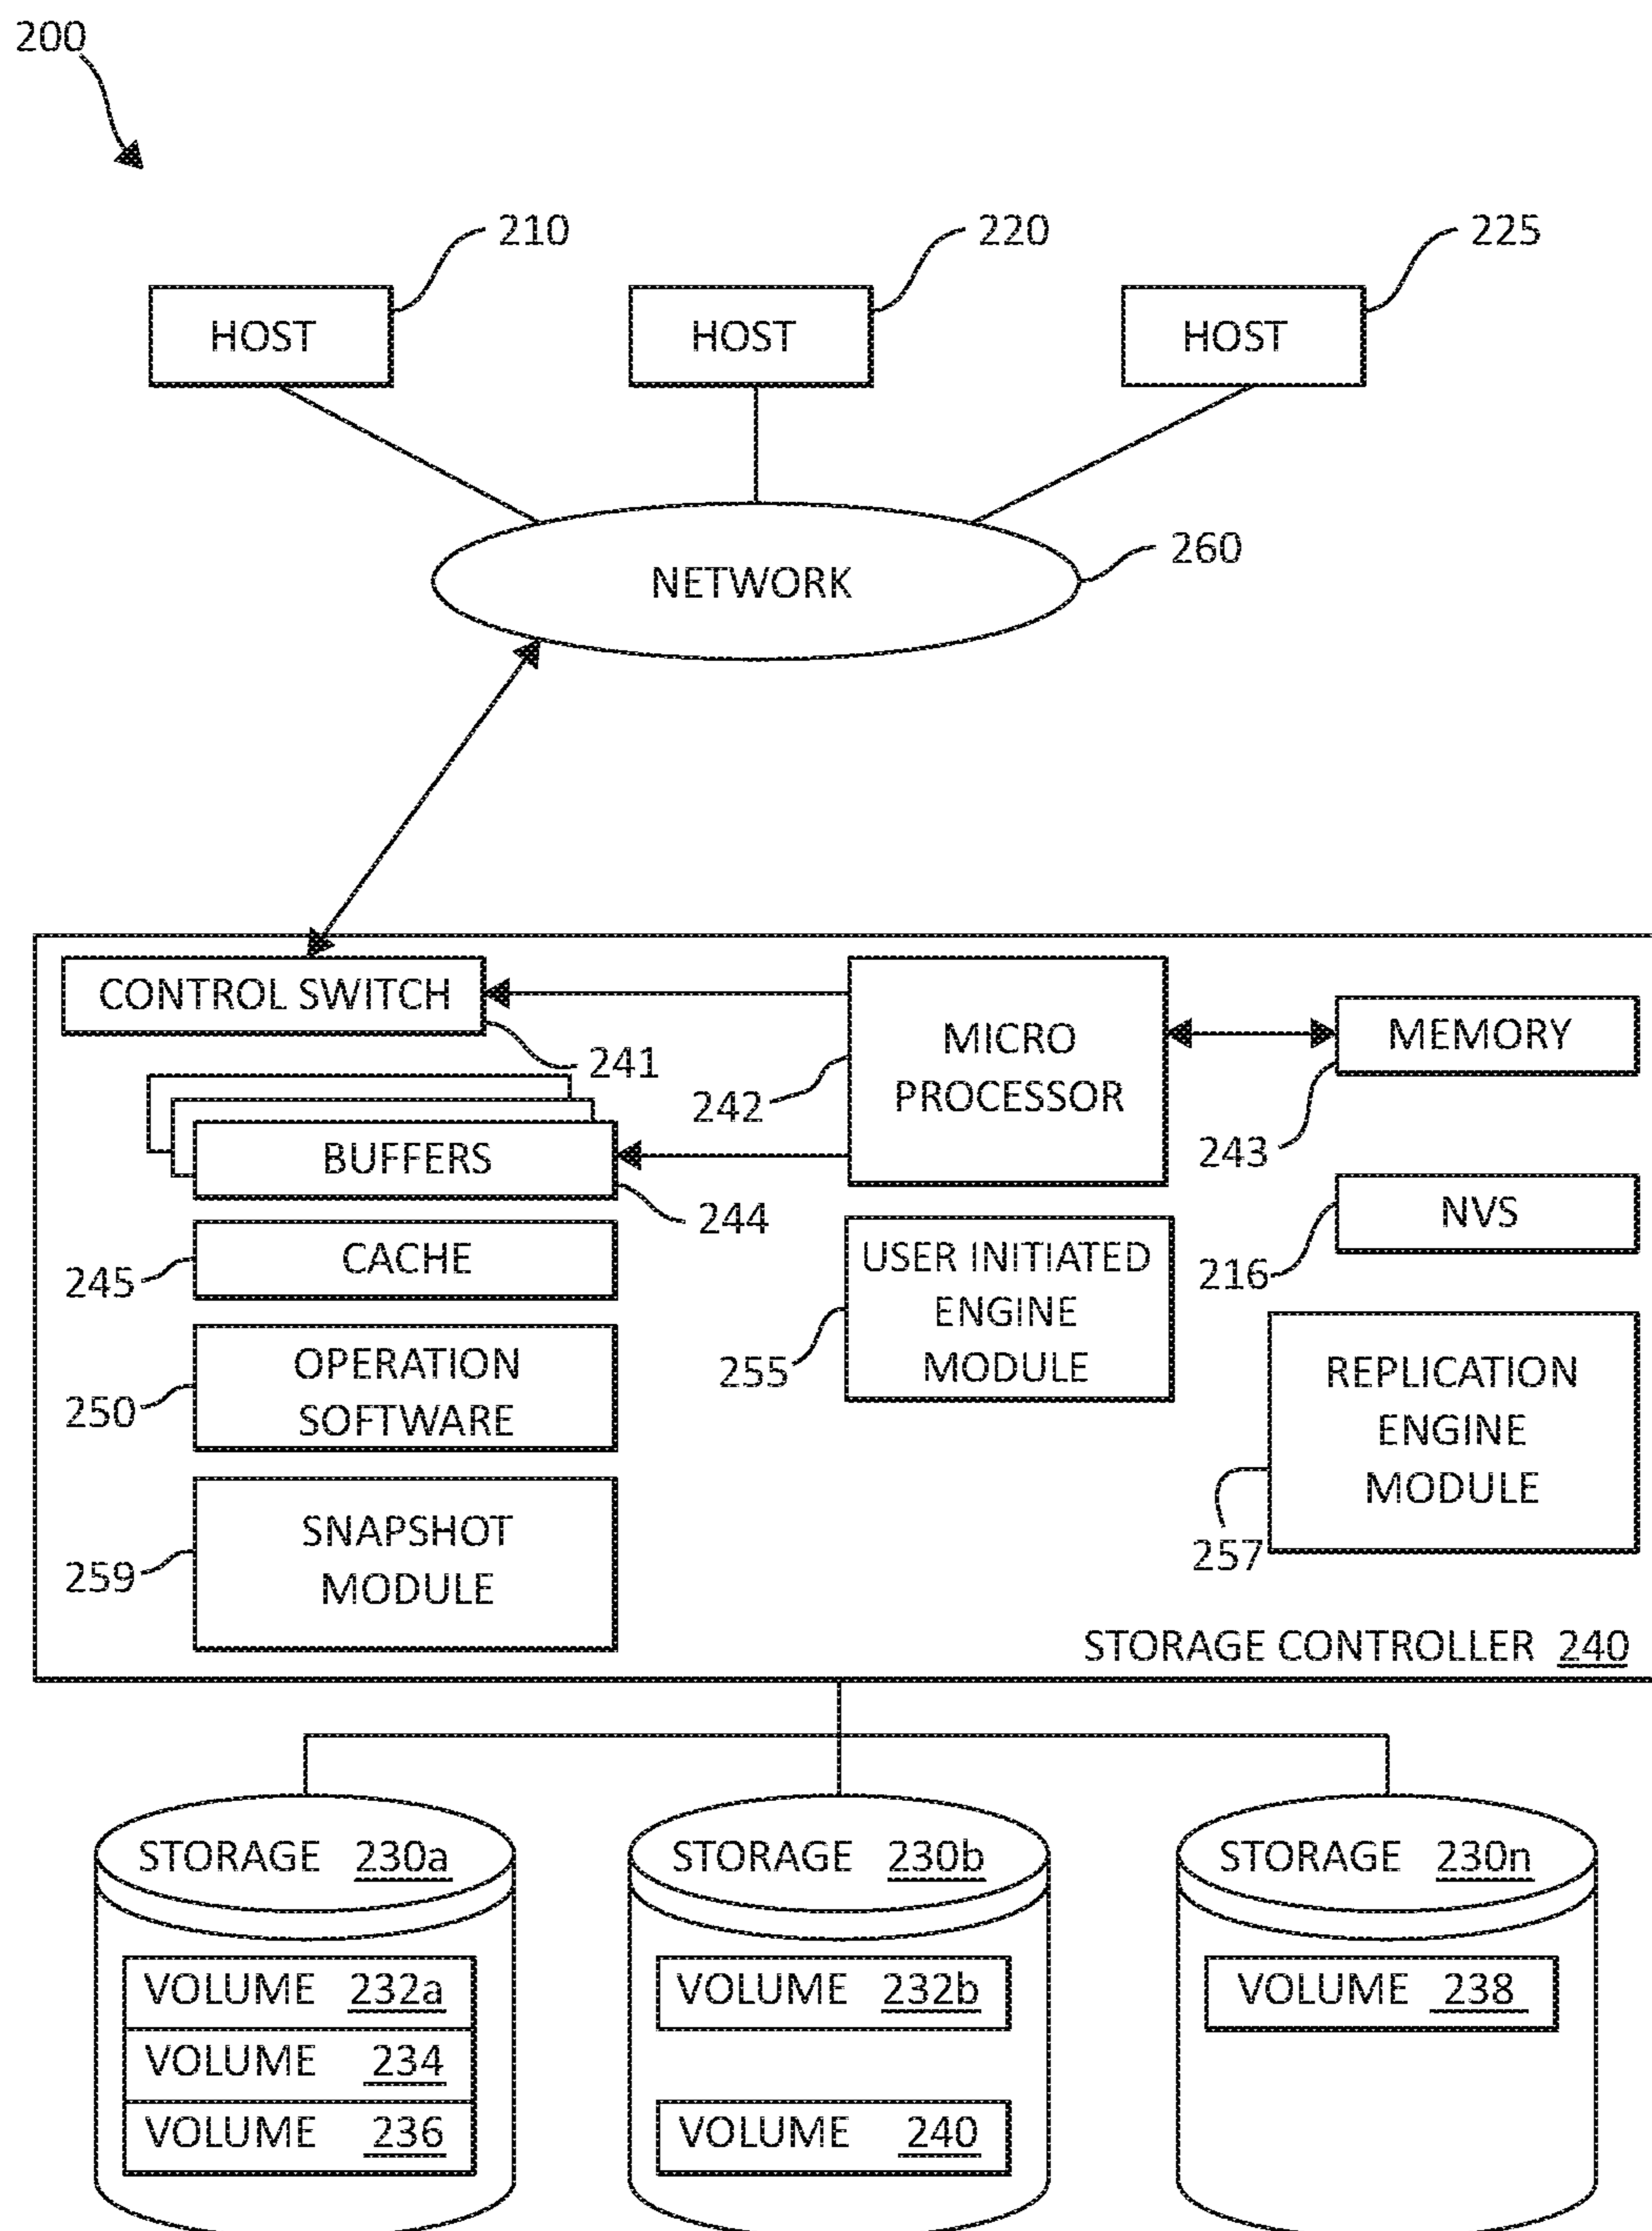 200
210
220
225
HOST
HOST
HOST
260
NETWORK
CONTROL SWITCH
241
MICRO
PROCESSOR
242
MEMORY
243
BUFFERS
244
NVS
216
CACHE
245
USER INITIATED
ENGINE
MODULE
255
OPERATION
SOFTWARE
250
REPLICATION
ENGINE
MODULE
257
SNAPSHOT
MODULE
259
STORAGE CONTROLLER 240
STORAGE 230a
VOLUME 232a
VOLUME 234
VOLUME 236
STORAGE 230b
VOLUME 232b
VOLUME 240
STORAGE 230n
VOLUME 238